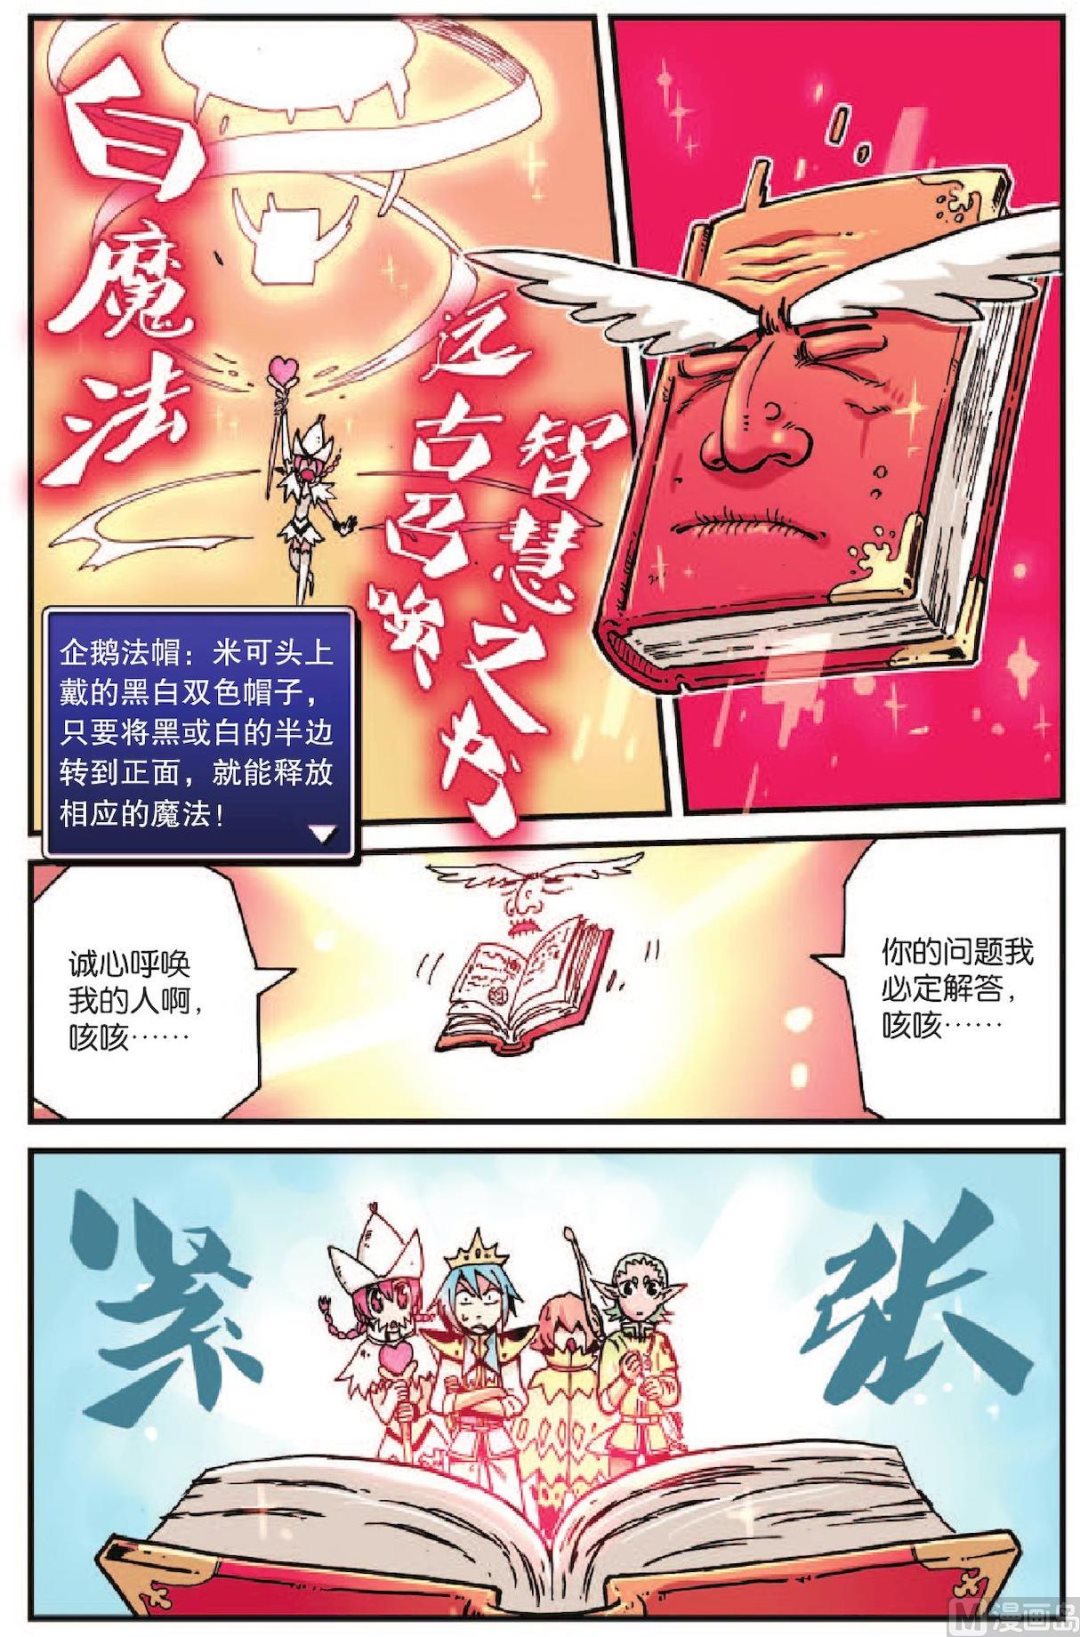 白魔法
远古召唤
智慧之书
企鹅法帽：米可头上
戴的黑白双色帽子，
只要将黑或白的半边
转到正面，就能释放
相应的魔法！
诚心呼唤
我的人啊，
咳咳……
你的问题我
必定解答，
咳咳……
紧张
漫画岛